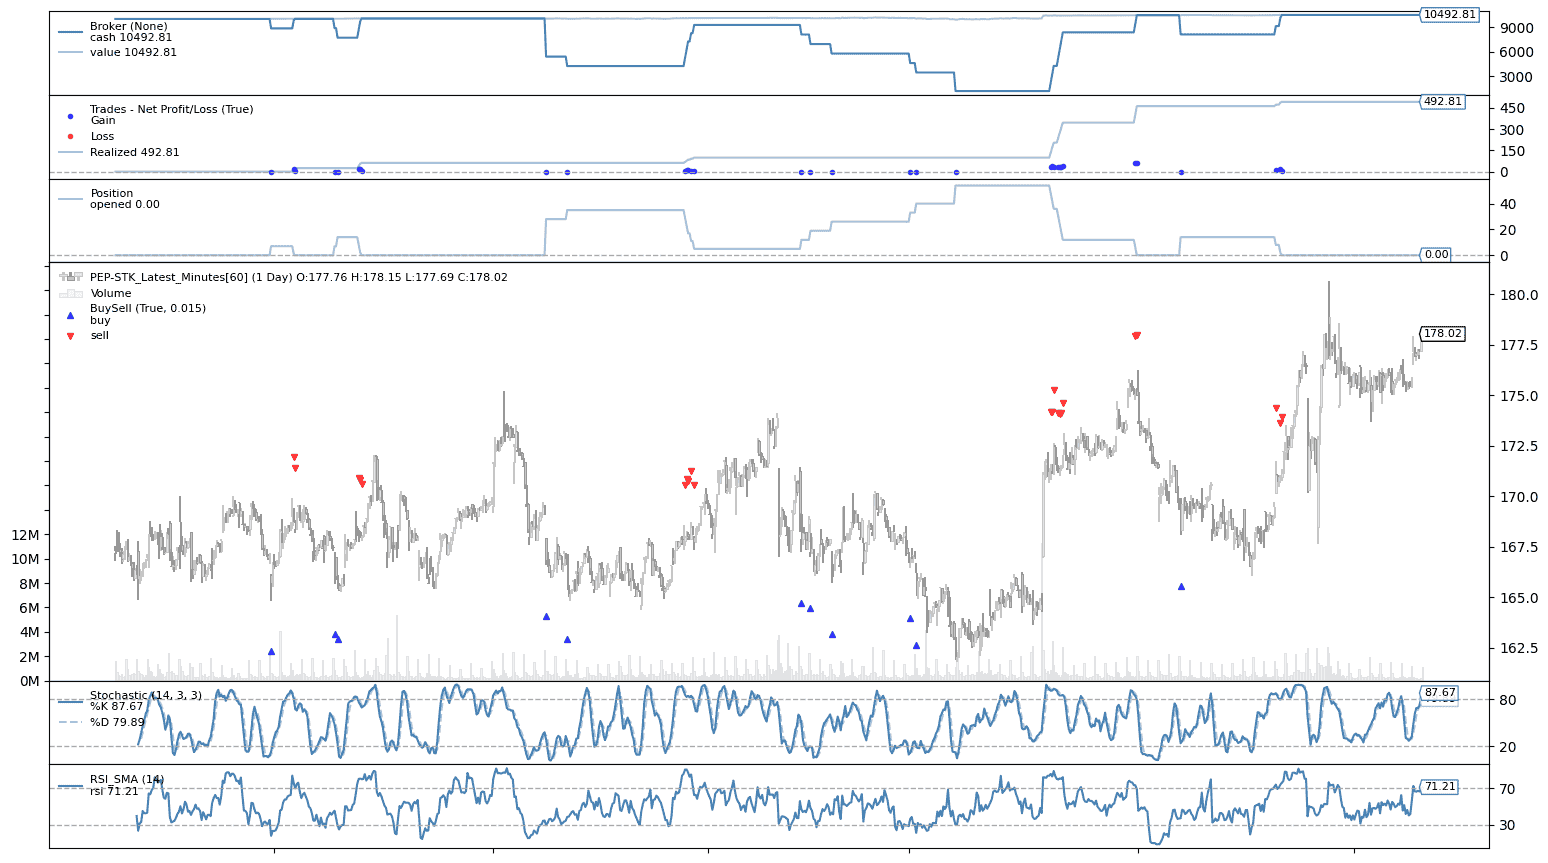 Broker (None)
cash 10492.81
value 10492.81
10492.81
9000
6000
3000
Trades - Net Profit/Loss (True)
Gain
Loss
Realized 492.81
492.81
450
300
150
0
Position
opened 0.00
40
20
0
0.00
PEP-STK_Latest_Minutes[60] (1 Day) O:177.76 H:178.15 L:177.69 C:178.02
Volume
BuySell (True, 0.015)
buy
sell
180.0
178.02
177.5
175.0
172.5
170.0
167.5
165.0
162.5
12M
10M
8M
6M
4M
2M
0M
Stochastic (14, 3, 3)
%K 87.67
%D 79.89
87.67
80
20
RSI_SMA (14)
rsi 71.21
71.21
70
30